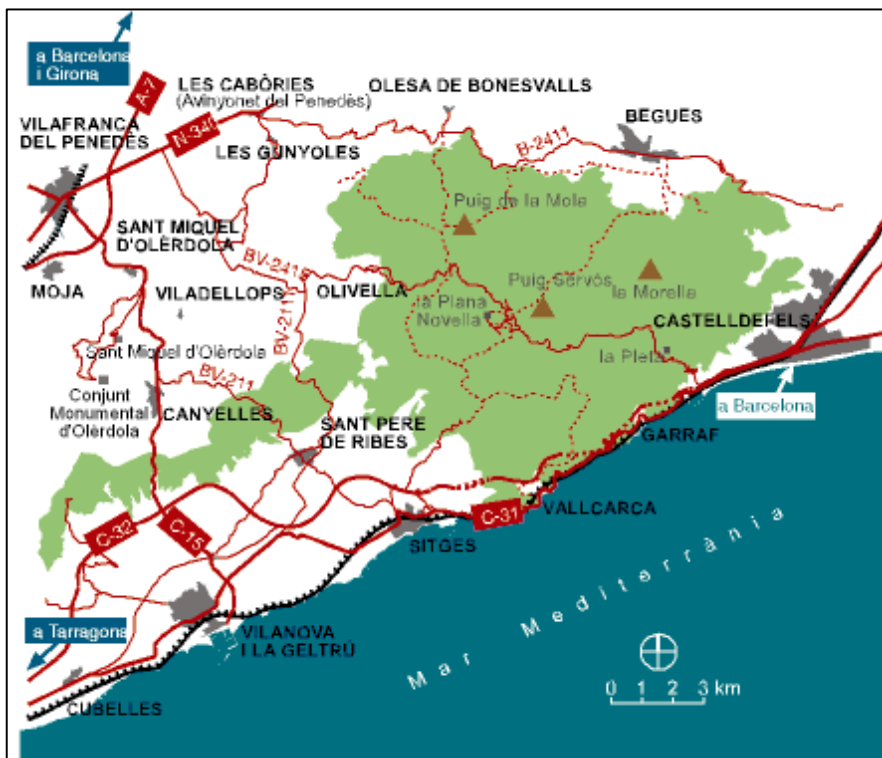 a Barcelona
i Girona
A-7
LES CABÒRIES
(Avinyonet del Penedès)
OLESA DE BONESVALLS
BEGUES
VILAFRANCA
DEL PENEDÈS
N-340
LES GUNYOLES
B-2411
Puig de la Mola
SANT MIQUEL
D'OLÈRDOLA
BV-2415
MOJA
VILADELLOPS
BV-2111
OLIVELLA
la Plana
Novella
Puig Servós
la Morella
CASTELLDEFELS
Sant Miquel d'Olèrdola
la Pleta
Conjunt
Monumental
d'Olèrdola
BV-211
CANYELLES
SANT PERE
DE RIBES
a Barcelona
GARRAF
C-32
C-15
C-31
VALLCARCA
SITGES
Mar Mediterrània
a Tarragona
VILANOVA
I LA GELTRÚ
CUBELLES
0 1 2 3 km